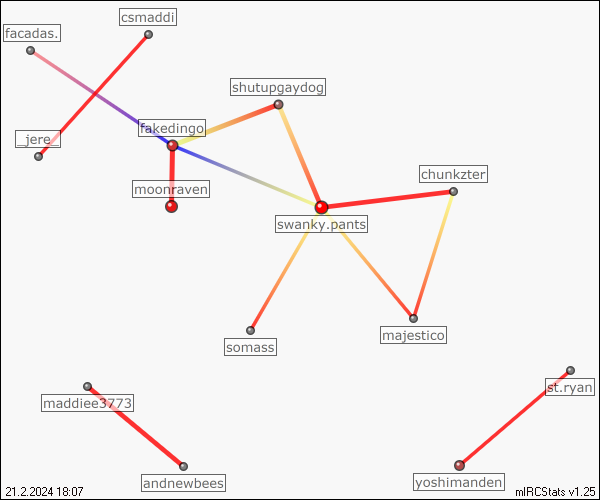 csmaddi
facadas.
shutupgaydog
fakedingo
_jere_
chunkzter
moonraven
swanky.pants
majestico
somass
st.ryan
maddiee3773
andnewbees
yoshimanden
21.2.2024 18:07
mIRCStats v1.25